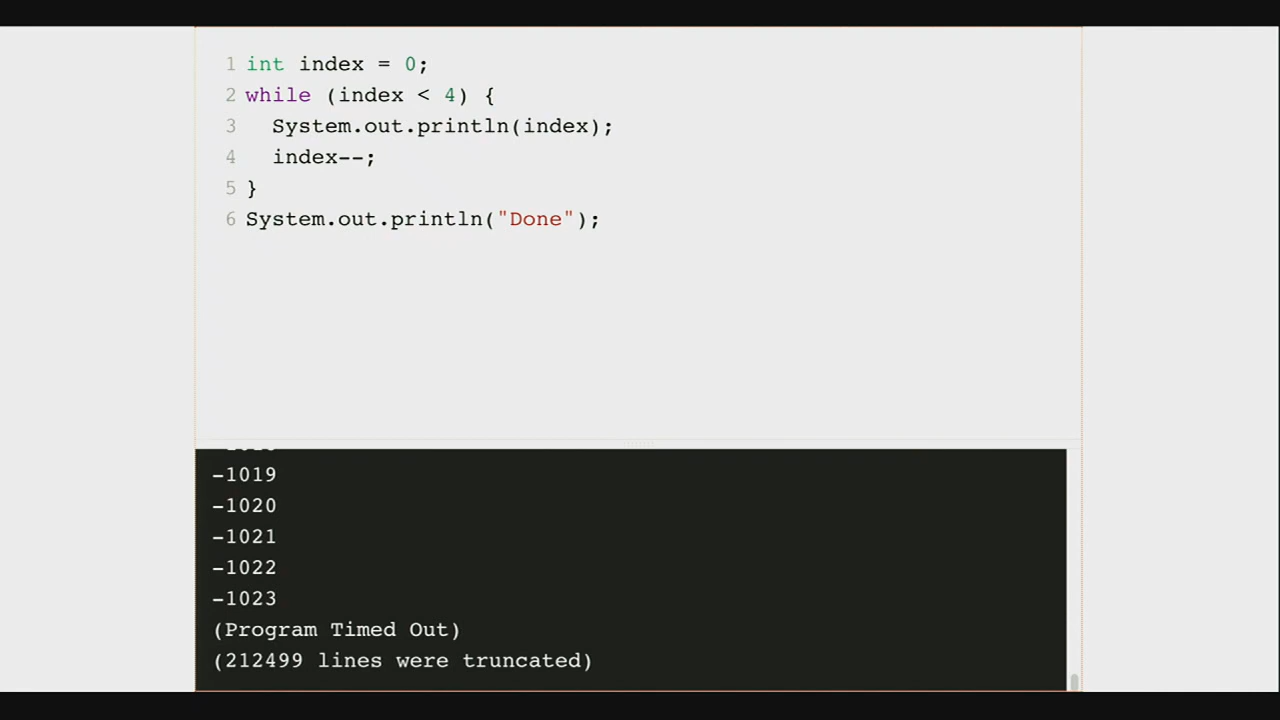 1 int index = 0;
2 while (index < 4) {
3 System.out.println(index);
4 index--;
5 }
6 System.out.println("Done");
-1019
-1020
-1021
-1022
-1023
(Program Timed Out)
(212499 lines were truncated)